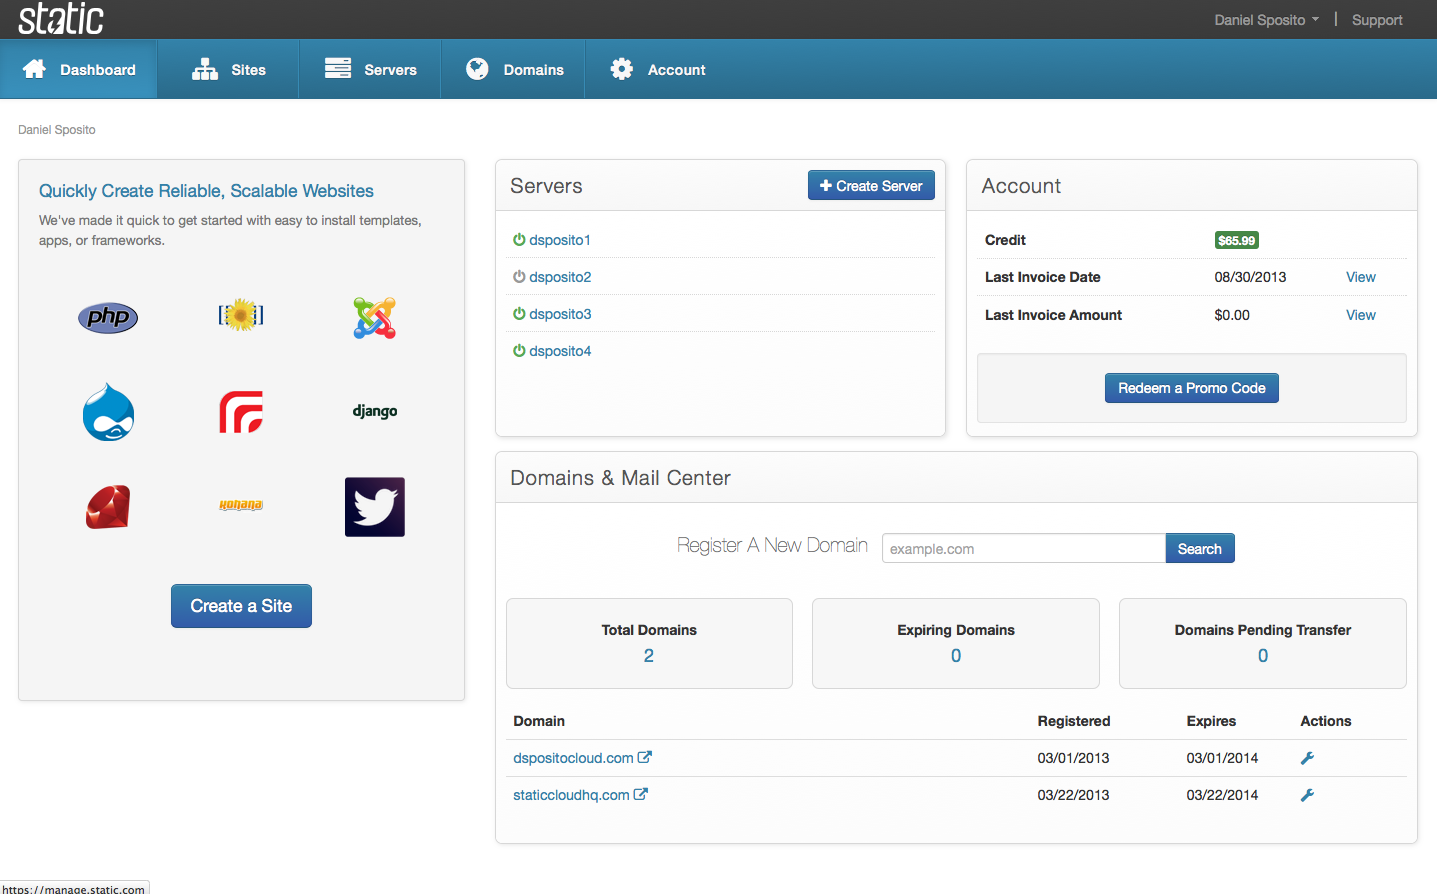 static
Daniel Sposito | Support
Dashboard Sites Servers Domains Account
Daniel Sposito
Quickly Create Reliable, Scalable Websites
We've made it quick to get started with easy to install templates,
apps, or frameworks.
php
[[ ]]
django
kohana
Create a Site
Servers
+ Create Server
dsposito1
dsposito2
dsposito3
dsposito4
Account
Credit $65.99
Last Invoice Date 08/30/2013 View
Last Invoice Amount $0.00 View
Redeem a Promo Code
Domains & Mail Center
Register A New Domain example.com Search
Total Domains
2
Expiring Domains
0
Domains Pending Transfer
0
Domain Registered Expires Actions
dspositocloud.com 03/01/2013 03/01/2014
staticcloudhq.com 03/22/2013 03/22/2014
https://manage.static.com